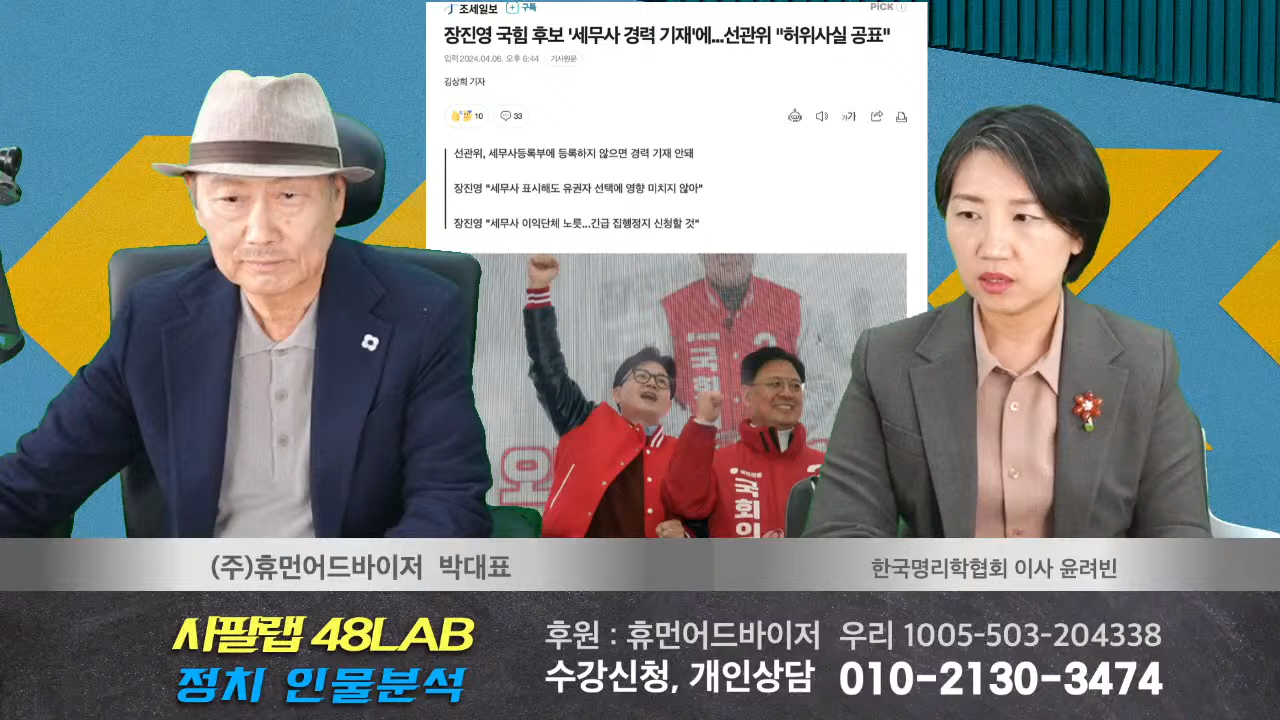 조세일보 구독
PiCK
장진영 국힘 후보 '세무사 경력 기재'에...선관위 "허위사실 공표"
입력 2024.04.06. 오후 6:44 기사원문
김상희 기자
10 33
가가
선관위, 세무사등록부에 등록하지 않으면 경력 기재 안돼
장진영 "세무사 표시해도 유권자 선택에 영향 미치지 않아"
장진영 "세무사 이익단체 노릇...긴급 집행정지 신청할 것"
국회의
(주)휴먼어드바이저 박대표
한국명리학협회 이사 윤려빈
사팔랩 48LAB
정치 인물분석
후원 : 휴먼어드바이저 우리 1005-503-204338
수강신청, 개인상담 010-2130-3474